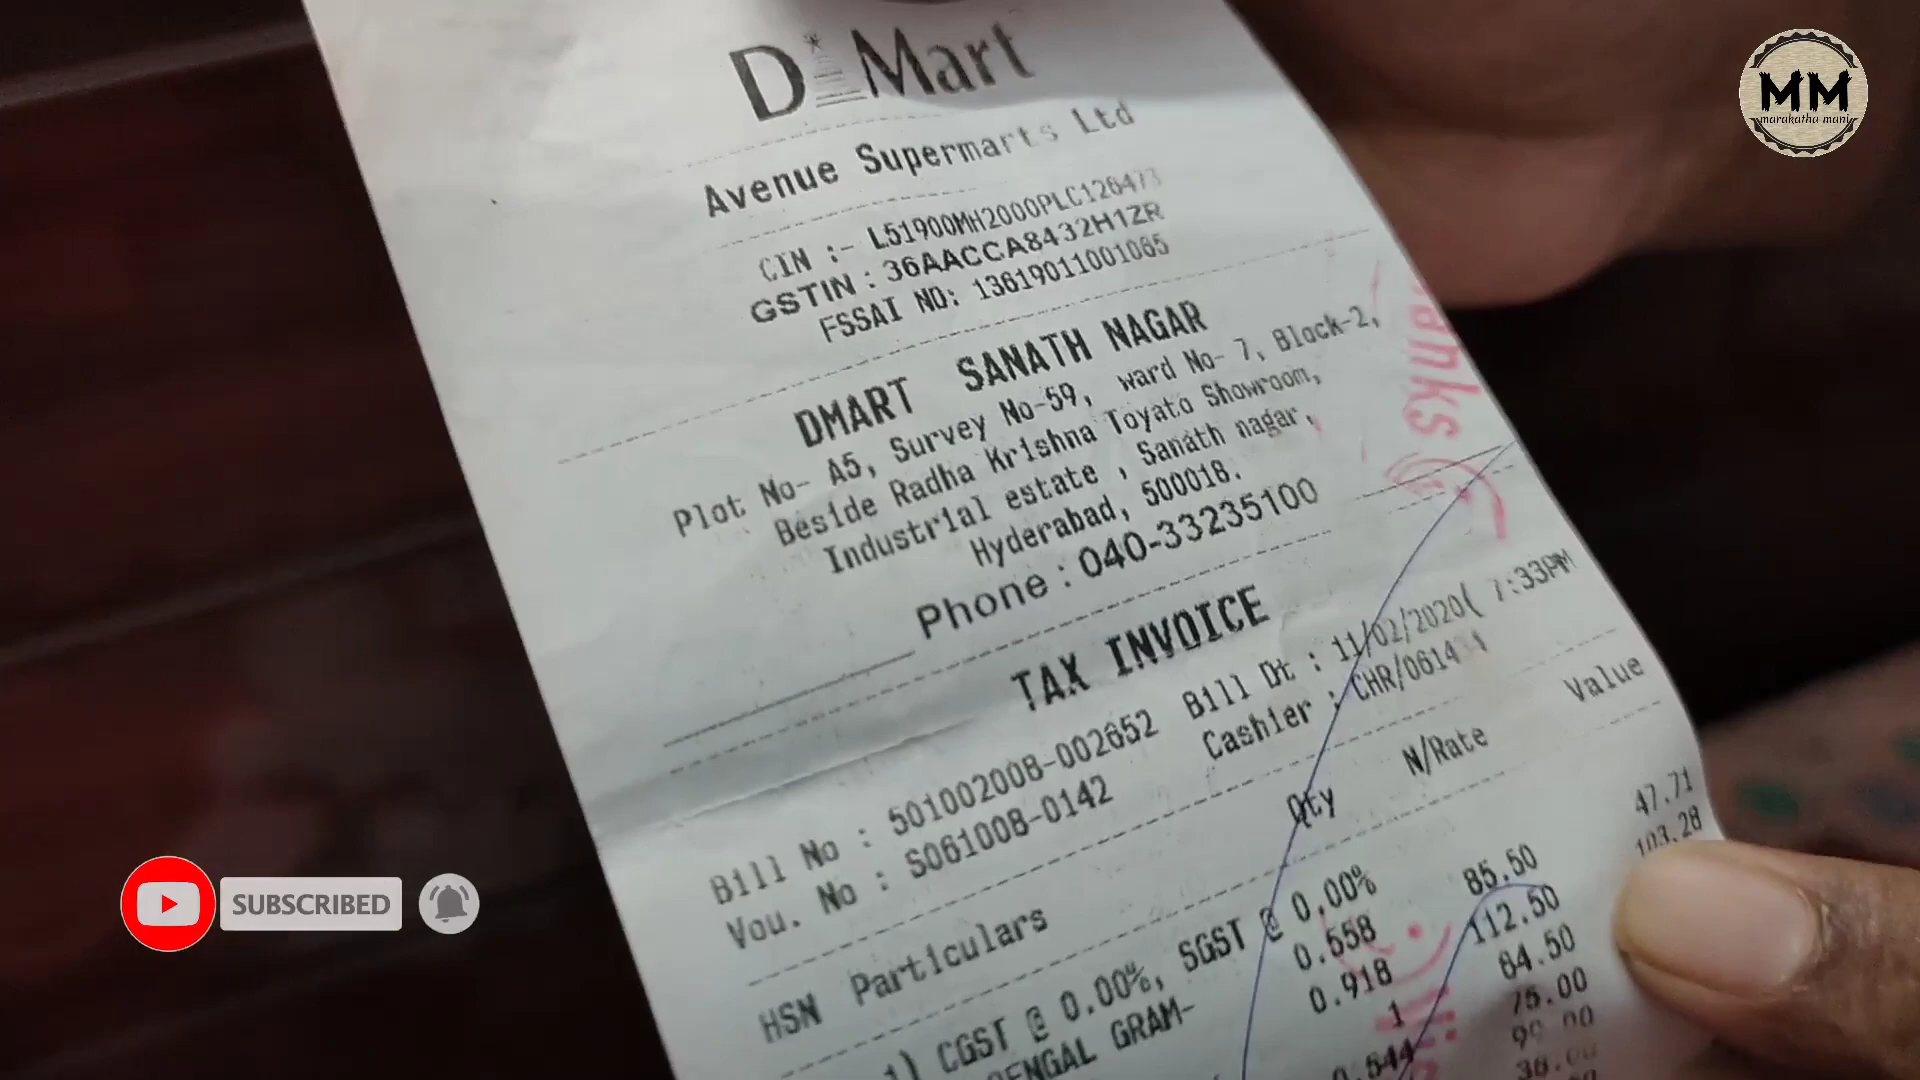 D Mart
Avenue Supermarts Ltd
CIN :- L51900MH2000PLC126473
GSTIN : 36AACCA8432H1ZR
FSSAI NO: 13619011001065
DMART SANATH NAGAR
Plot No- A5, Survey No-59, ward No- 7, Block-2,
Beside Radha Krishna Toyato Showroom,
Industrial estate , Sanath nagar,
Hyderabad, 500018.
Phone : 040-33235100
TAX INVOICE
Bill No : 501002008-002652 Bill Dt : 11/02/2020( 7:33PM
Vou. No : S061008-0142 Cashier :
HSN Particulars Qty N/Rate Value
1) CGST @ 0.00%, SGST @ 0.00%
BENGAL GRAM- 0.558 85.50 47.71
0.918 112.50 103.28
1 84.50
0.544 75.00
MM
marakatha mani
SUBSCRIBED